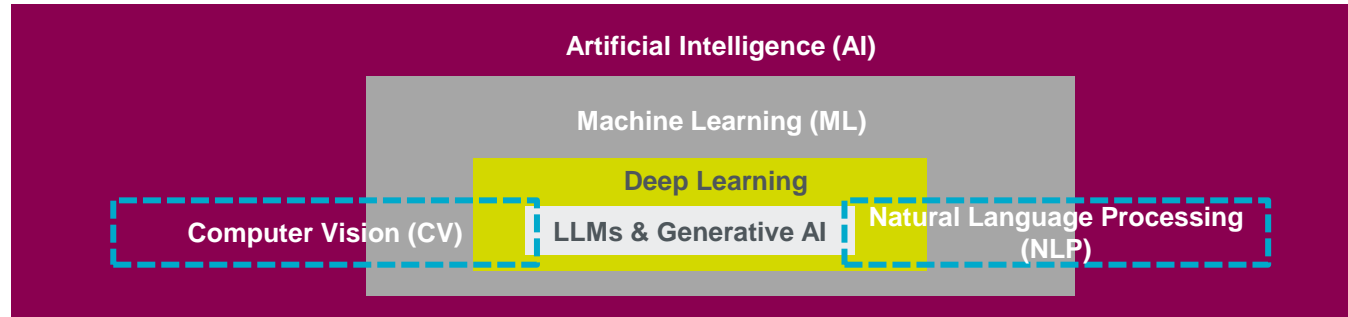 Artificial Intelligence (AI)
Machine Learning (ML)
Deep Learning
Computer Vision (CV)
LLMs & Generative AI
Natural Language Processing
(NLP)